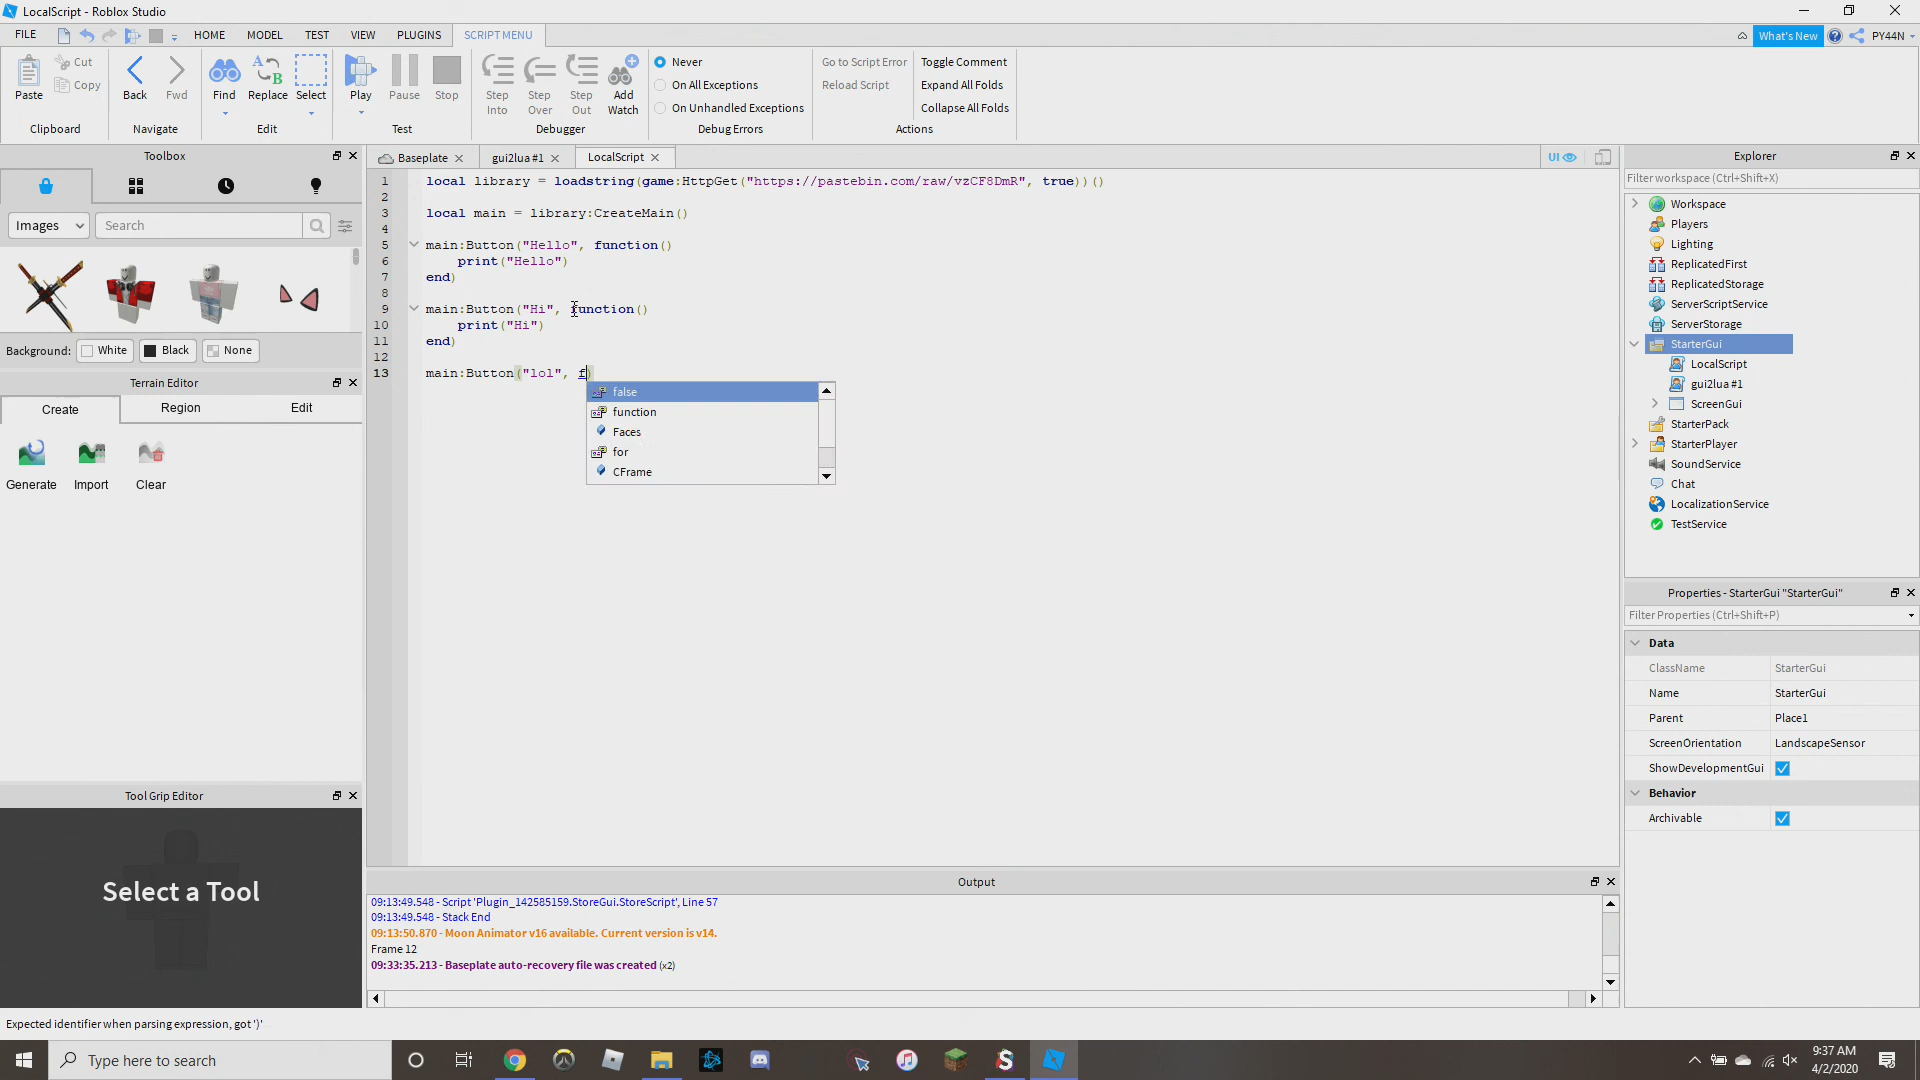 LocalScript - Roblox Studio
FILE HOME MODEL TEST VIEW PLUGINS SCRIPT MENU What's New PY44N
Paste Cut Copy Clipboard
Back Fwd Navigate
Find Replace Select Edit
Play Pause Stop Test
Step Into Step Over Step Out Add Watch Debugger
Never
On All Exceptions
On Unhandled Exceptions
Debug Errors
Go to Script Error
Reload Script
Toggle Comment
Expand All Folds
Collapse All Folds
Actions
Toolbox
Images Search
Background: White Black None
Terrain Editor
Create Region Edit
Generate Import Clear
Tool Grip Editor
Select a Tool
Baseplate gui2lua #1 LocalScript UI
1 local library = loadstring(game:HttpGet("https://pastebin.com/raw/vzCF8DmR", true))()
2
3 local main = library:CreateMain()
4
5 main:Button("Hello", function()
6 print("Hello")
7 end)
8
9 main:Button("Hi", function()
10 print("Hi")
11 end)
12
13 main:Button("lol", f)
false
function
Faces
for
CFrame
Output
09:13:49.548 - Script 'Plugin_142585159.StoreGui.StoreScript', Line 57
09:13:49.548 - Stack End
09:13:50.870 - Moon Animator v16 available. Current version is v14.
Frame 12
09:33:35.213 - Baseplate auto-recovery file was created (x2)
Explorer
Filter workspace (Ctrl+Shift+X)
Workspace
Players
Lighting
ReplicatedFirst
ReplicatedStorage
ServerScriptService
ServerStorage
StarterGui
LocalScript
gui2lua #1
ScreenGui
StarterPack
StarterPlayer
SoundService
Chat
LocalizationService
TestService
Properties - StarterGui "StarterGui"
Filter Properties (Ctrl+Shift+P)
Data
ClassName StarterGui
Name StarterGui
Parent Place1
ScreenOrientation LandscapeSensor
ShowDevelopmentGui
Behavior
Archivable
Expected identifier when parsing expression, got ')'
Type here to search
9:37 AM
4/2/2020